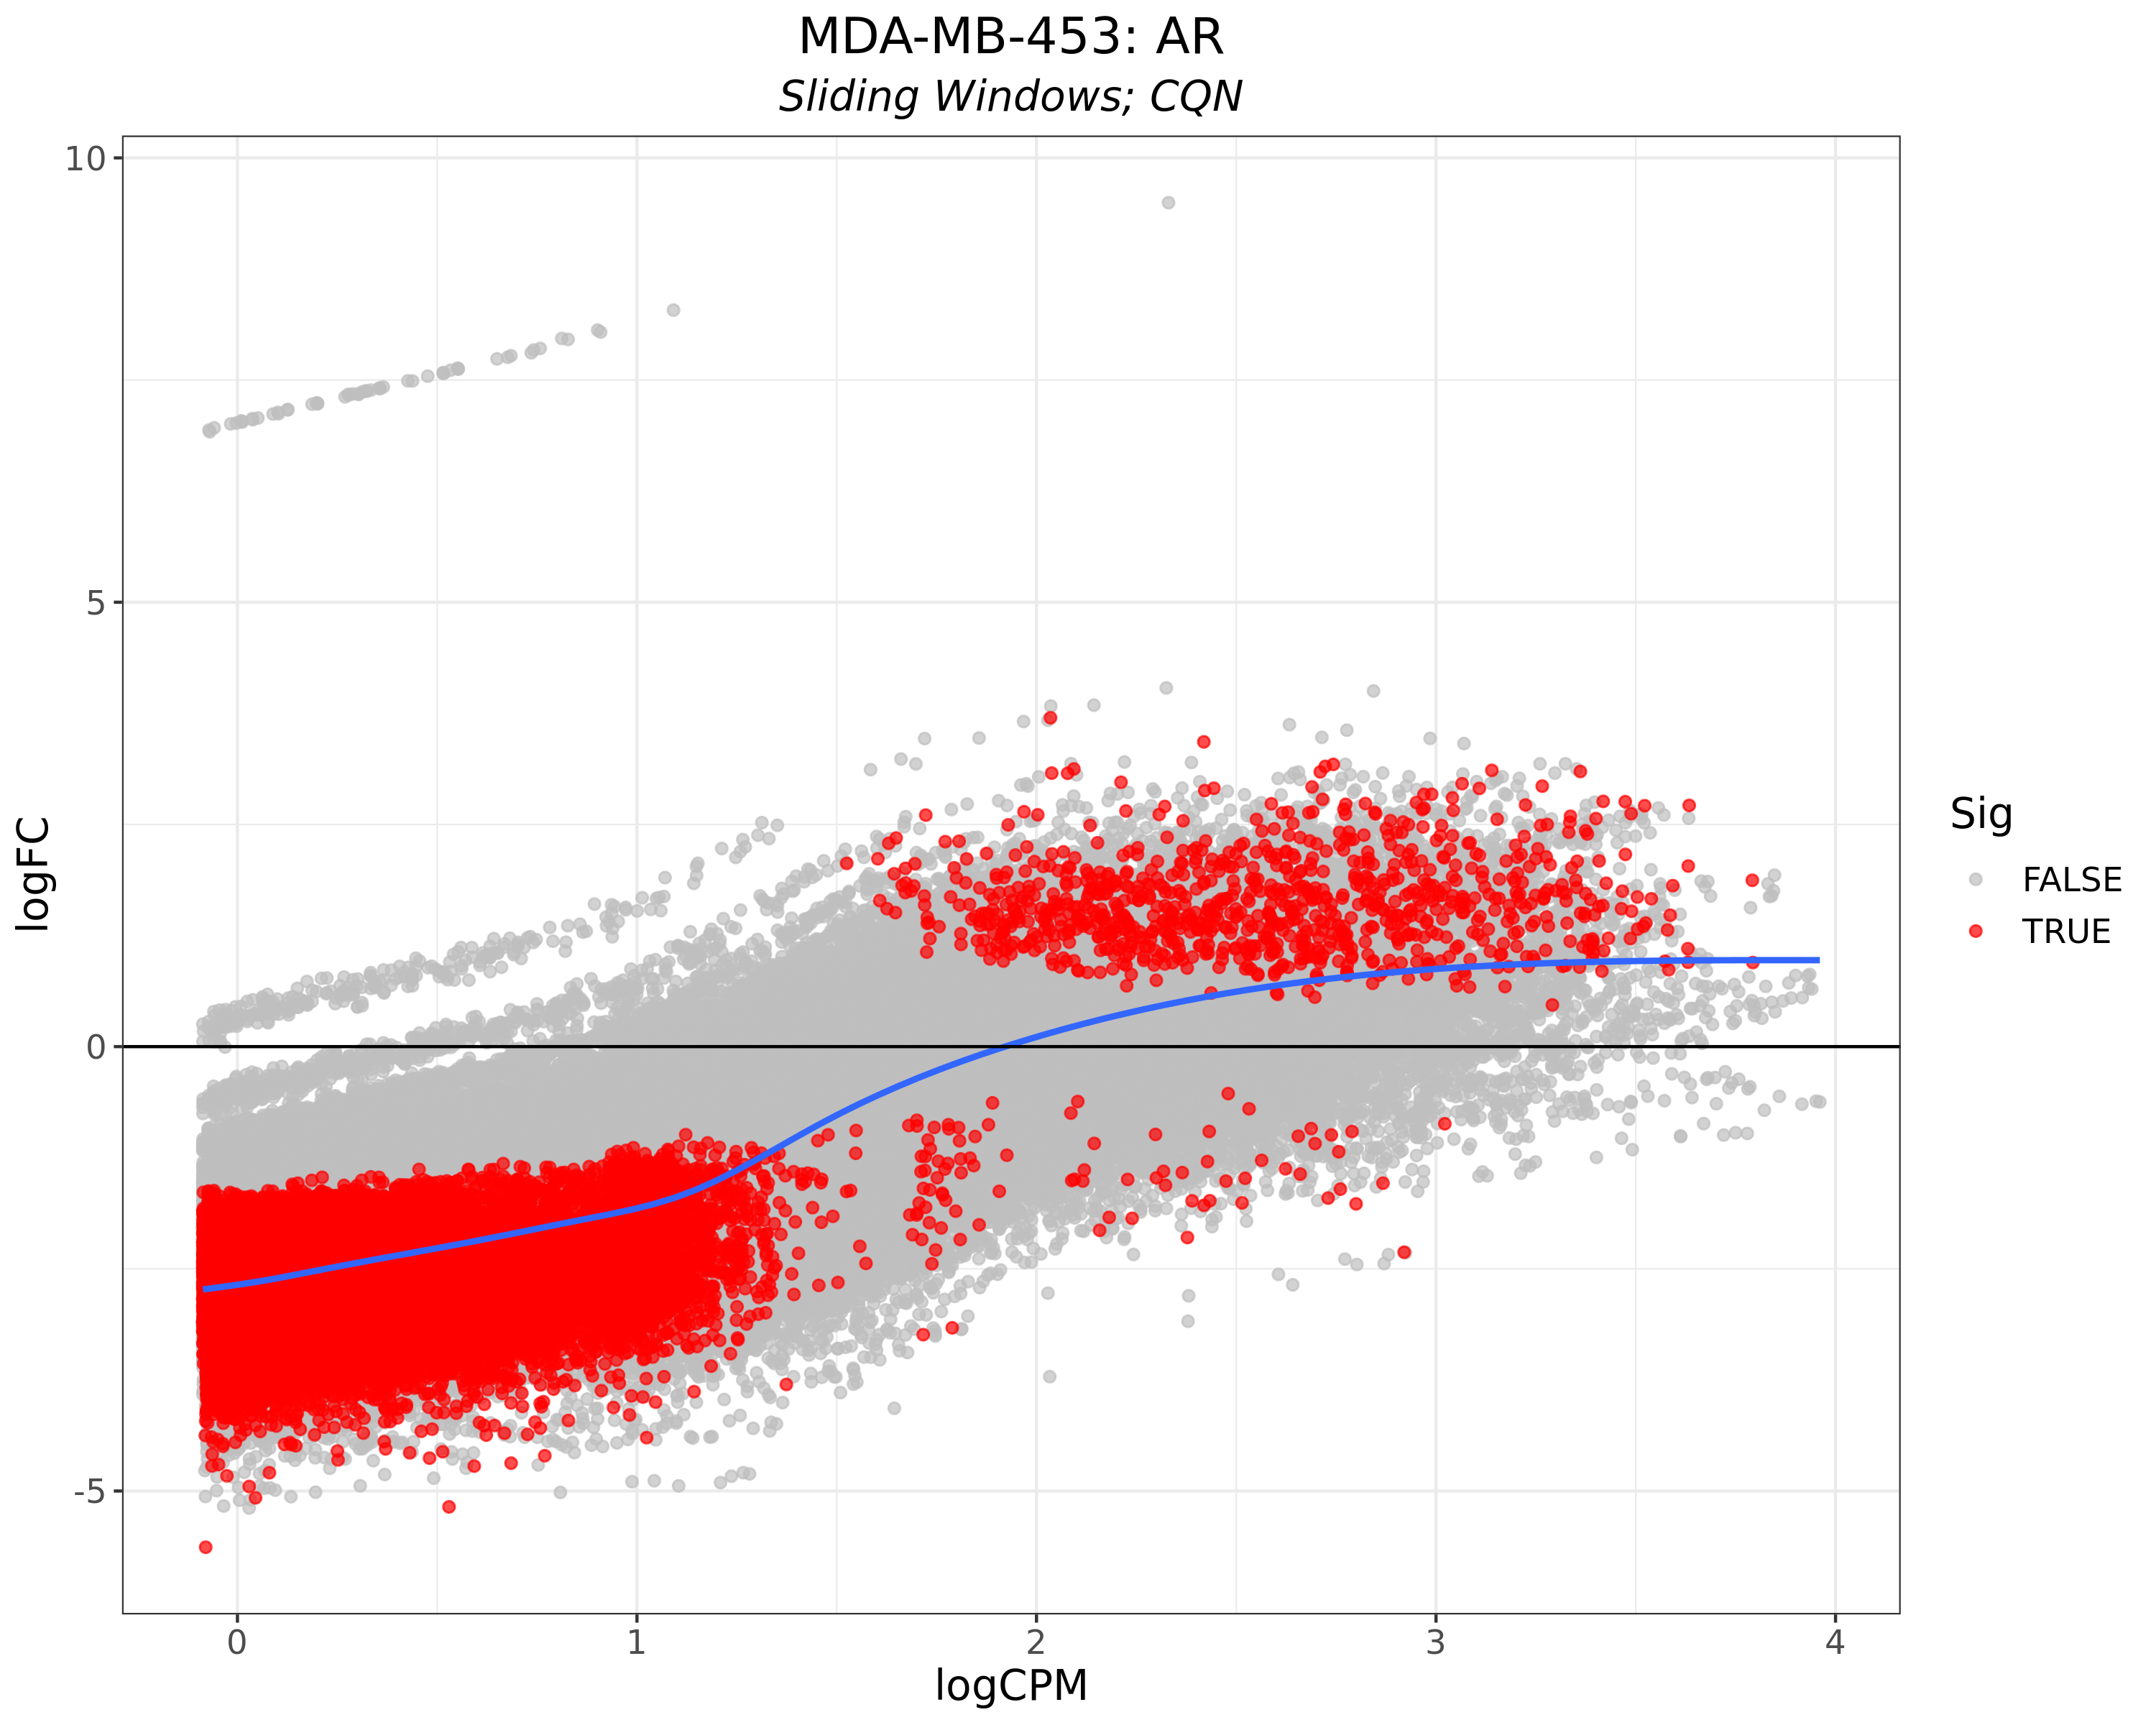 MDA-MB-453: AR
Sliding Windows; CQN
10
5
0
-5
logFC
0 1 2 3 4
logCPM
Sig
FALSE
TRUE